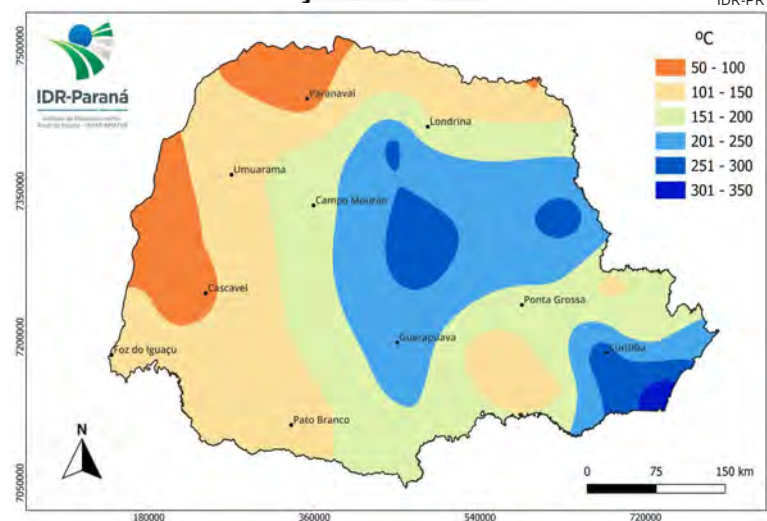 IDR-PR
IDR-Paraná
ºC
50 - 100
101 - 150
151 - 200
201 - 250
251 - 300
301 - 350
Paranavaí
Londrina
Umuarama
Campo Mourão
Cascavel
Ponta Grossa
Foz do Iguaçu
Guarapuava
Curitiba
Pato Branco
N
0 75 150 km
7500000
7350000
7200000
7050000
180000 360000 540000 720000